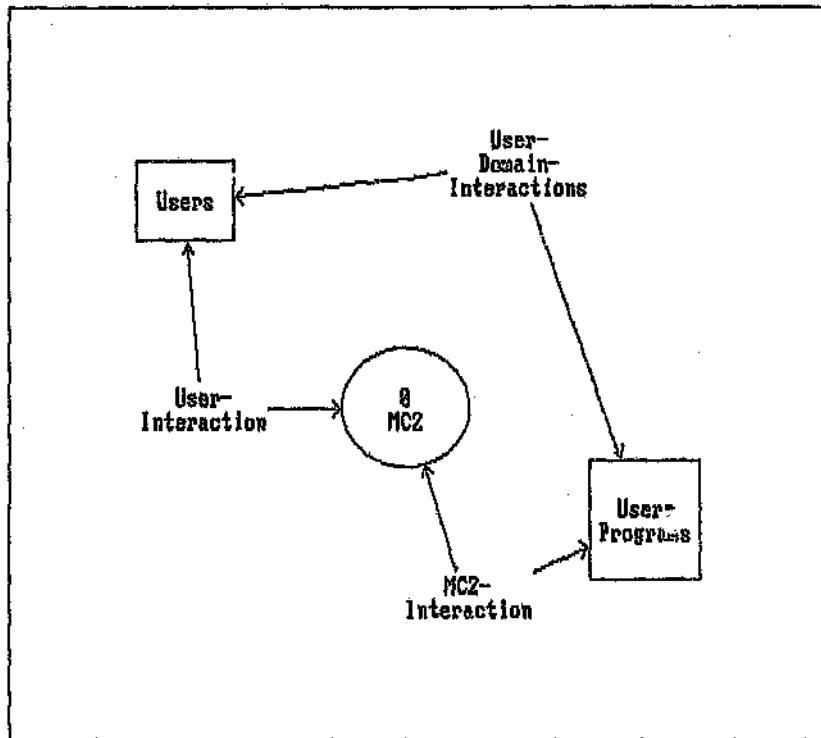 User-
Domain-
Interactions
Users
User-
Interaction
0
MC2
User-
Programs
MC2-
Interaction